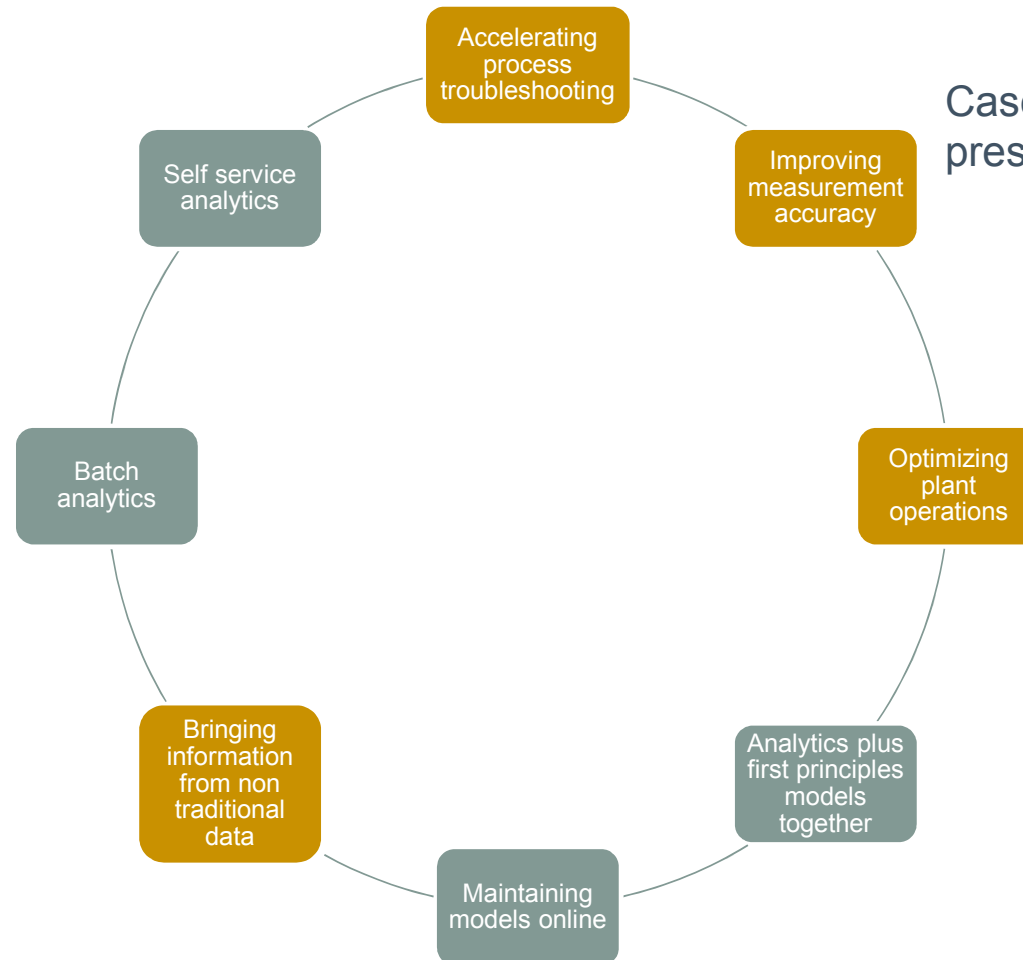 Accelerating
process
troubleshooting
Improving
measurement
accuracy
Optimizing
plant
operations
Analytics plus
first principles
models
together
Maintaining
models online
Bringing
information
from non
traditional
data
Batch
analytics
Self service
analytics